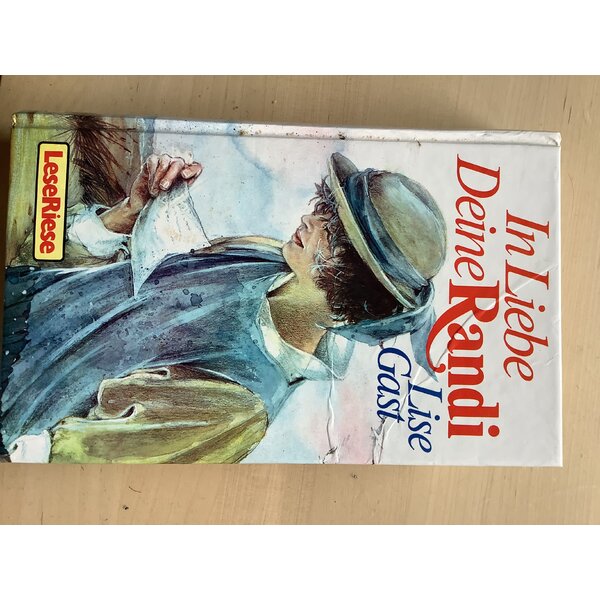 In Liebe
Deine Randi
Lise
Gast
LeseRiese